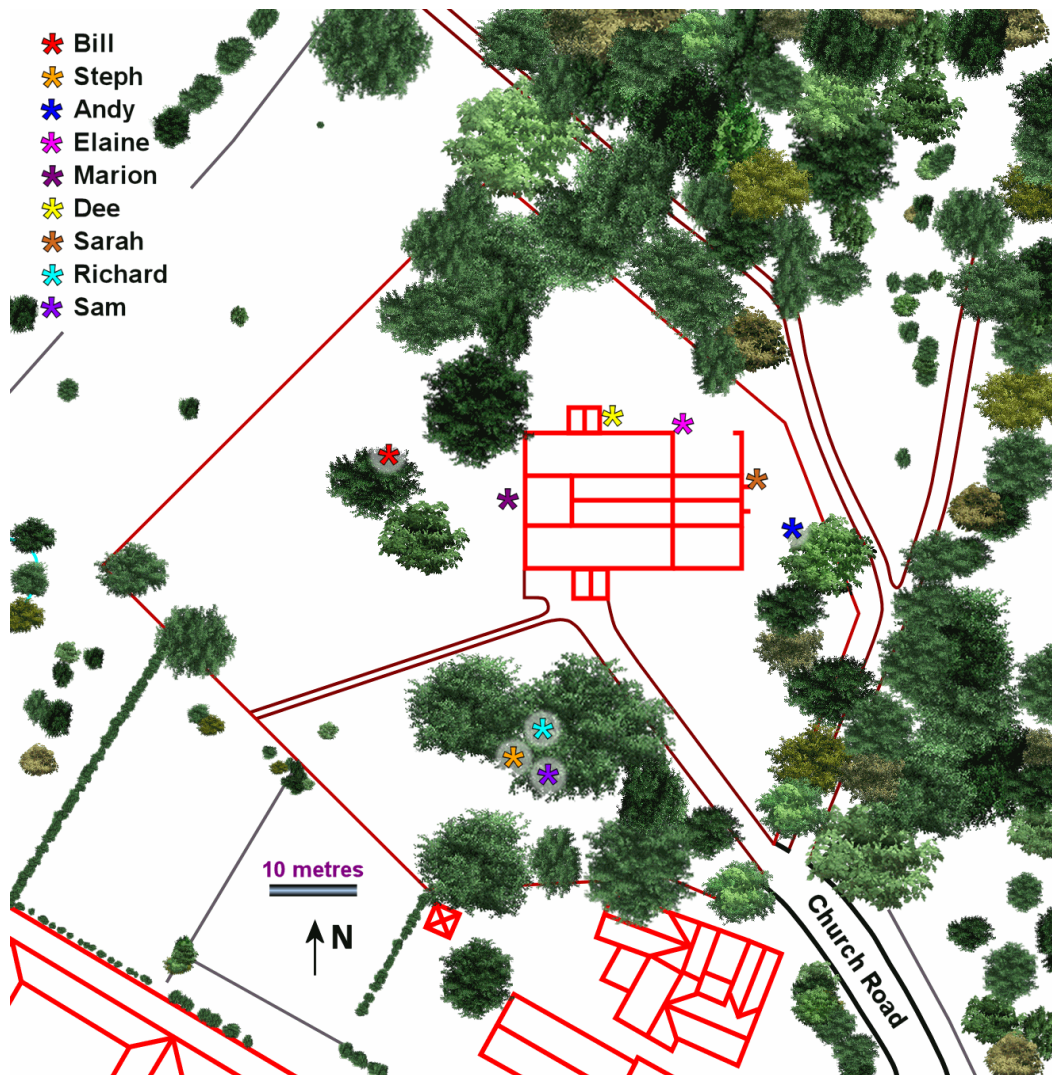 Bill
Steph
Andy
Elaine
Marion
Dee
Sarah
Richard
Sam
10 metres
N
Church Road